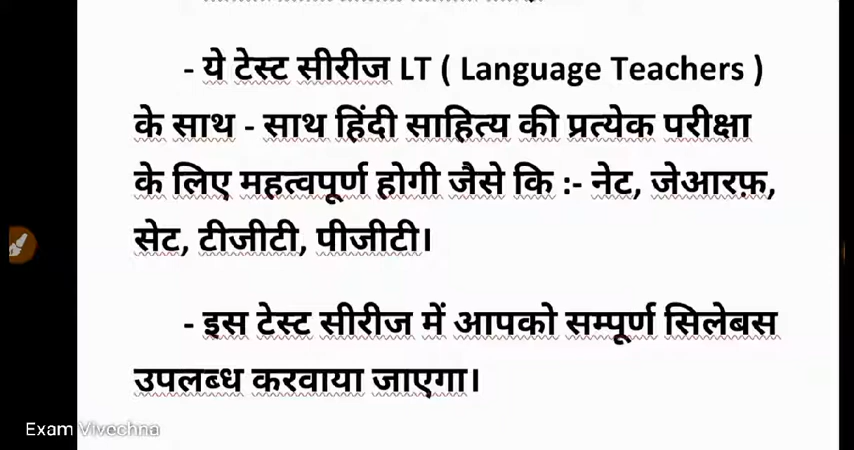 - ये टेस्ट सीरीज LT ( Language Teachers )
के साथ - साथ हिंदी साहित्य की प्रत्येक परीक्षा
के लिए महत्वपूर्ण होगी जैसे कि :- नेट, जेआरफ़,
सेट, टीजीटी, पीजीटी।
- इस टेस्ट सीरीज में आपको सम्पूर्ण सिलेबस
उपलब्ध करवाया जाएगा।
Exam Vivechna